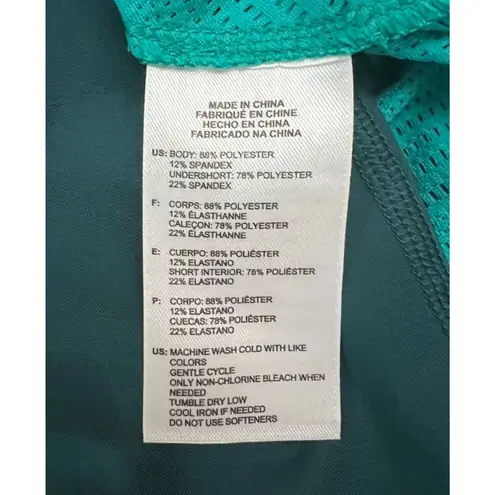 MADE IN CHINA
FABRIQUÉ EN CHINE
HECHO EN CHINA
FABRICADO NA CHINA
US: BODY: 88% POLYESTER
12% SPANDEX
UNDERSHORT: 78% POLYESTER
22% SPANDEX
F: CORPS: 88% POLYESTER
12% ÉLASTHANNE
CALEÇON: 78% POLYESTER
22% ÉLASTHANNE
E: CUERPO: 88% POLIÉSTER
12% ELASTANO
SHORT INTERIOR: 78% POLIÉSTER
22% ELASTANO
P: CORPO: 88% POLIÉSTER
12% ELASTANO
CUECAS: 78% POLIÉSTER
22% ELASTANO
US: MACHINE WASH COLD WITH LIKE
COLORS
GENTLE CYCLE
ONLY NON-CHLORINE BLEACH WHEN
NEEDED
TUMBLE DRY LOW
COOL IRON IF NEEDED
DO NOT USE SOFTENERS